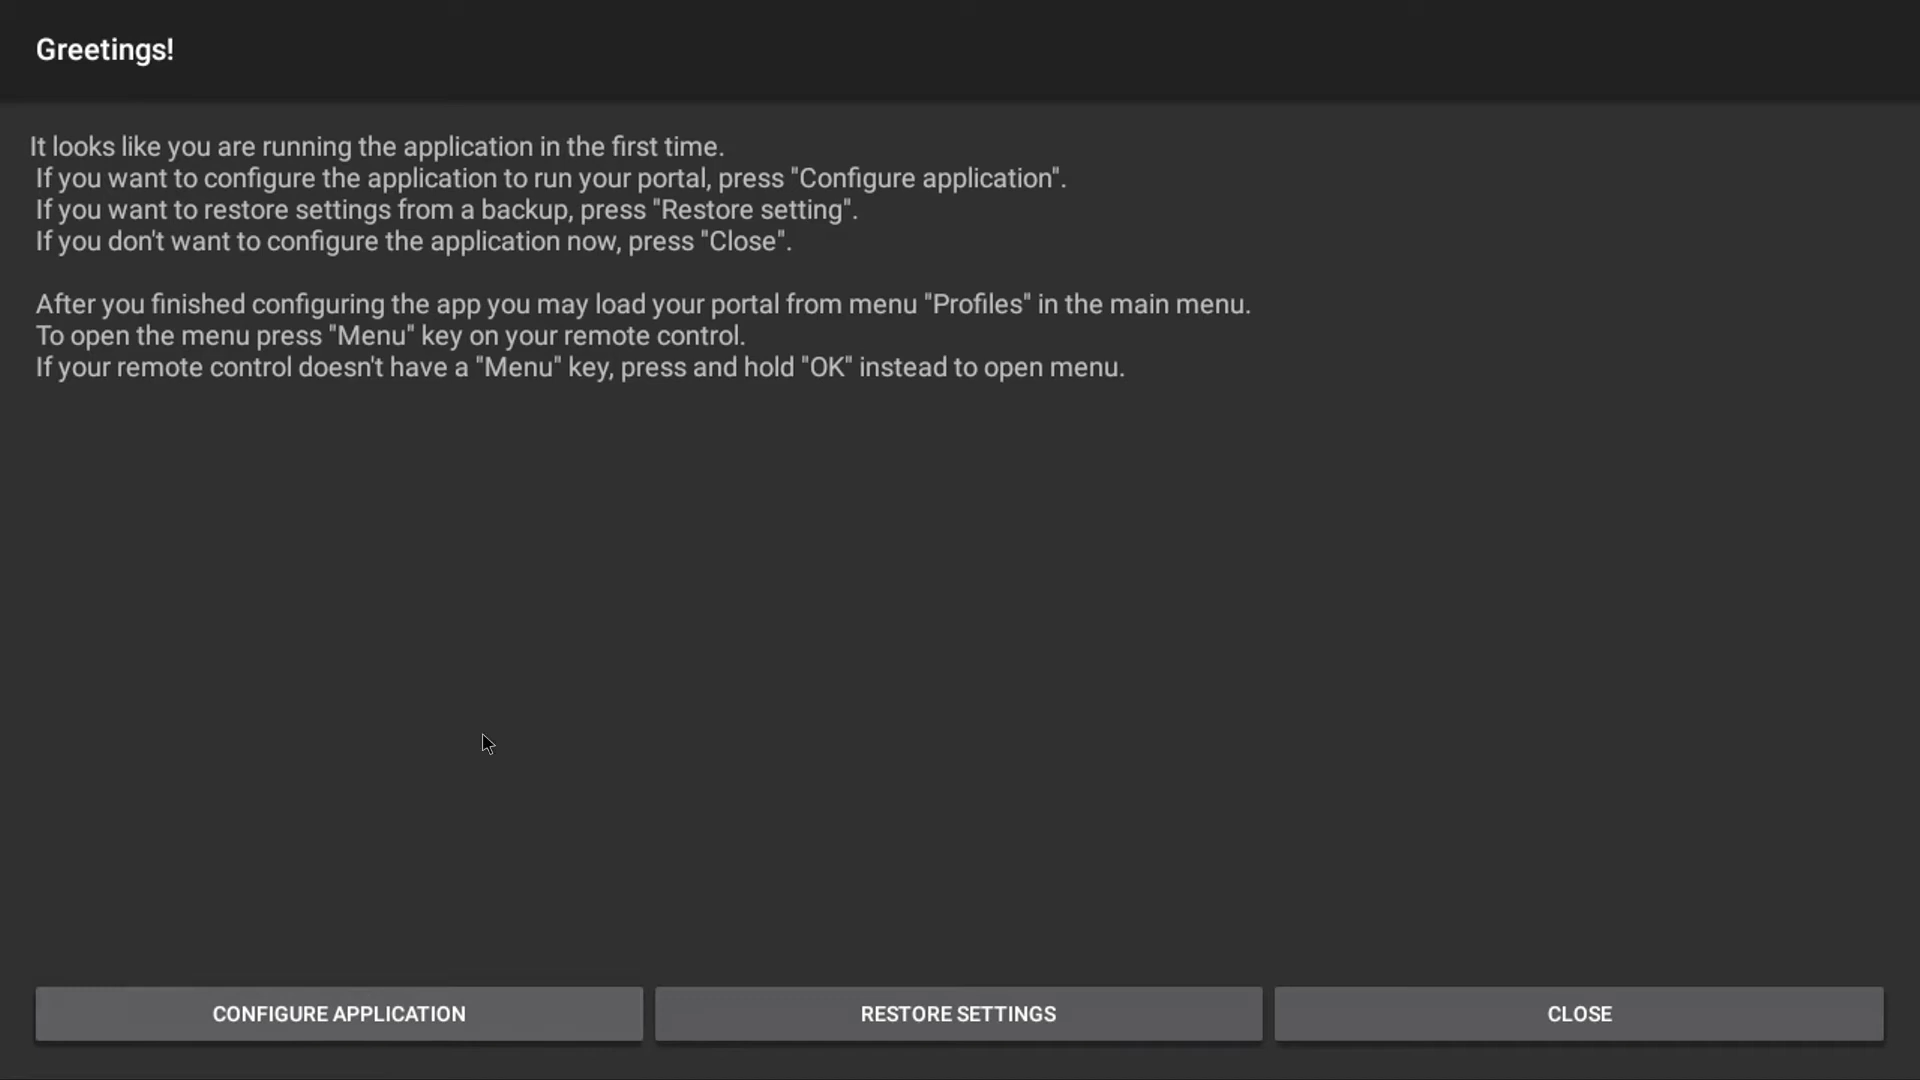 Greetings!
It looks like you are running the application in the first time.
If you want to configure the application to run your portal, press "Configure application".
If you want to restore settings from a backup, press "Restore setting".
If you don't want to configure the application now, press "Close".
After you finished configuring the app you may load your portal from menu "Profiles" in the main menu.
To open the menu press "Menu" key on your remote control.
If your remote control doesn't have a "Menu" key, press and hold "OK" instead to open menu.
CONFIGURE APPLICATION
RESTORE SETTINGS
CLOSE